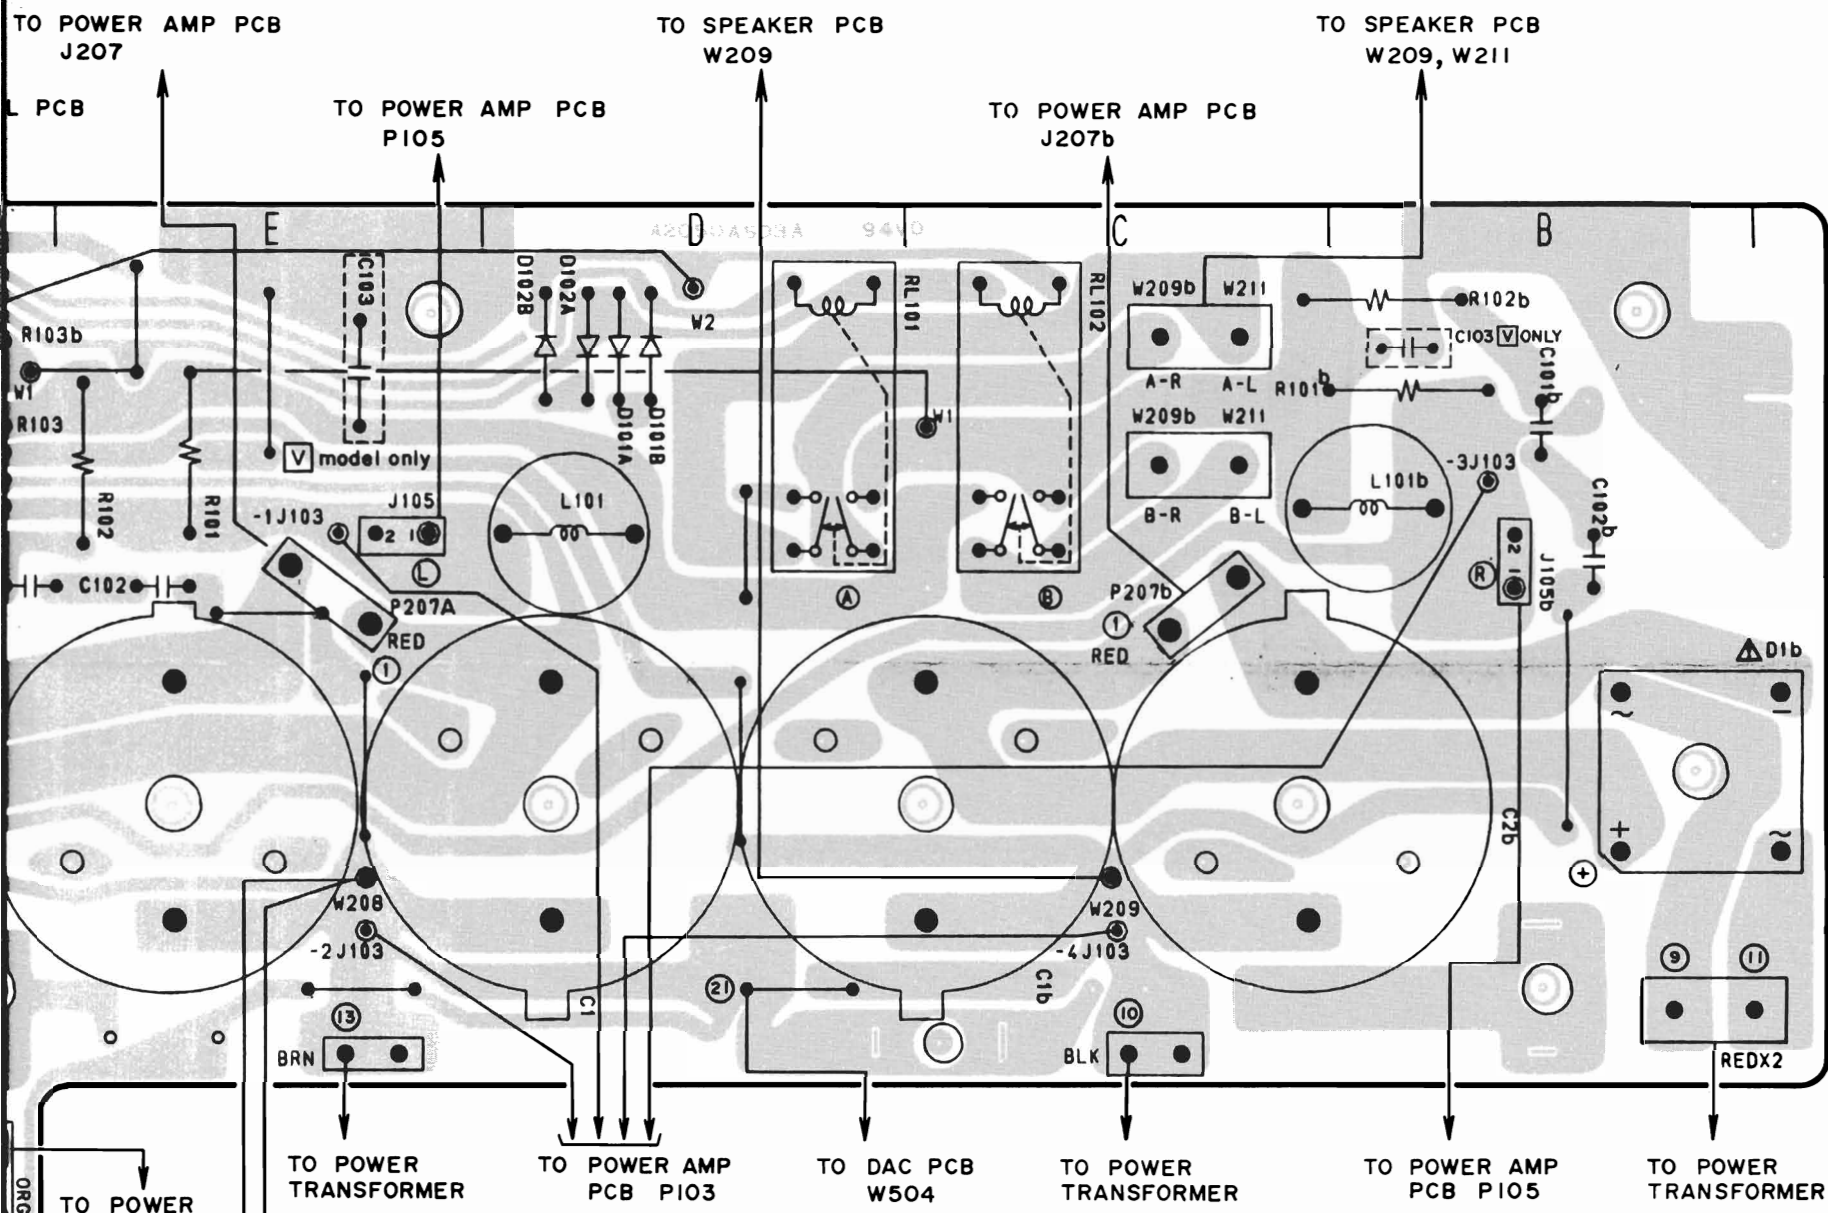 TO POWER AMP PCB
J207
TO SPEAKER PCB
W209
TO SPEAKER PCB
W209, W211
L PCB
TO POWER AMP PCB
P105
TO POWER AMP PCB
J207b
E
D
C
B
A2050A503A 94V0
C103
D102B
D102A
W2
RL101
RL102
W209b W211
R102b
C103 V ONLY
R103b
W1
A-R A-L
R101b
C101b
R103
D101A
D101B
W1
W209b W211
V model only
B-R B-L
-3J103
R102
R101
-1J103
J105
2 1
L
L101
L101b
C102b
2
1
R
J105b
C102
P207A
RED
1
A
B
P207b
1
RED
D1b
~
-
+
~
C2b
+
W208
-2J103
W209
-4J103
9
11
13
C1
21
C1b
10
BRN
BLK
REDX2
TO POWER
TRANSFORMER
TO POWER AMP
PCB P103
TO DAC PCB
W504
TO POWER
TRANSFORMER
TO POWER AMP
PCB P105
TO POWER
TRANSFORMER
ORG
TO POWER